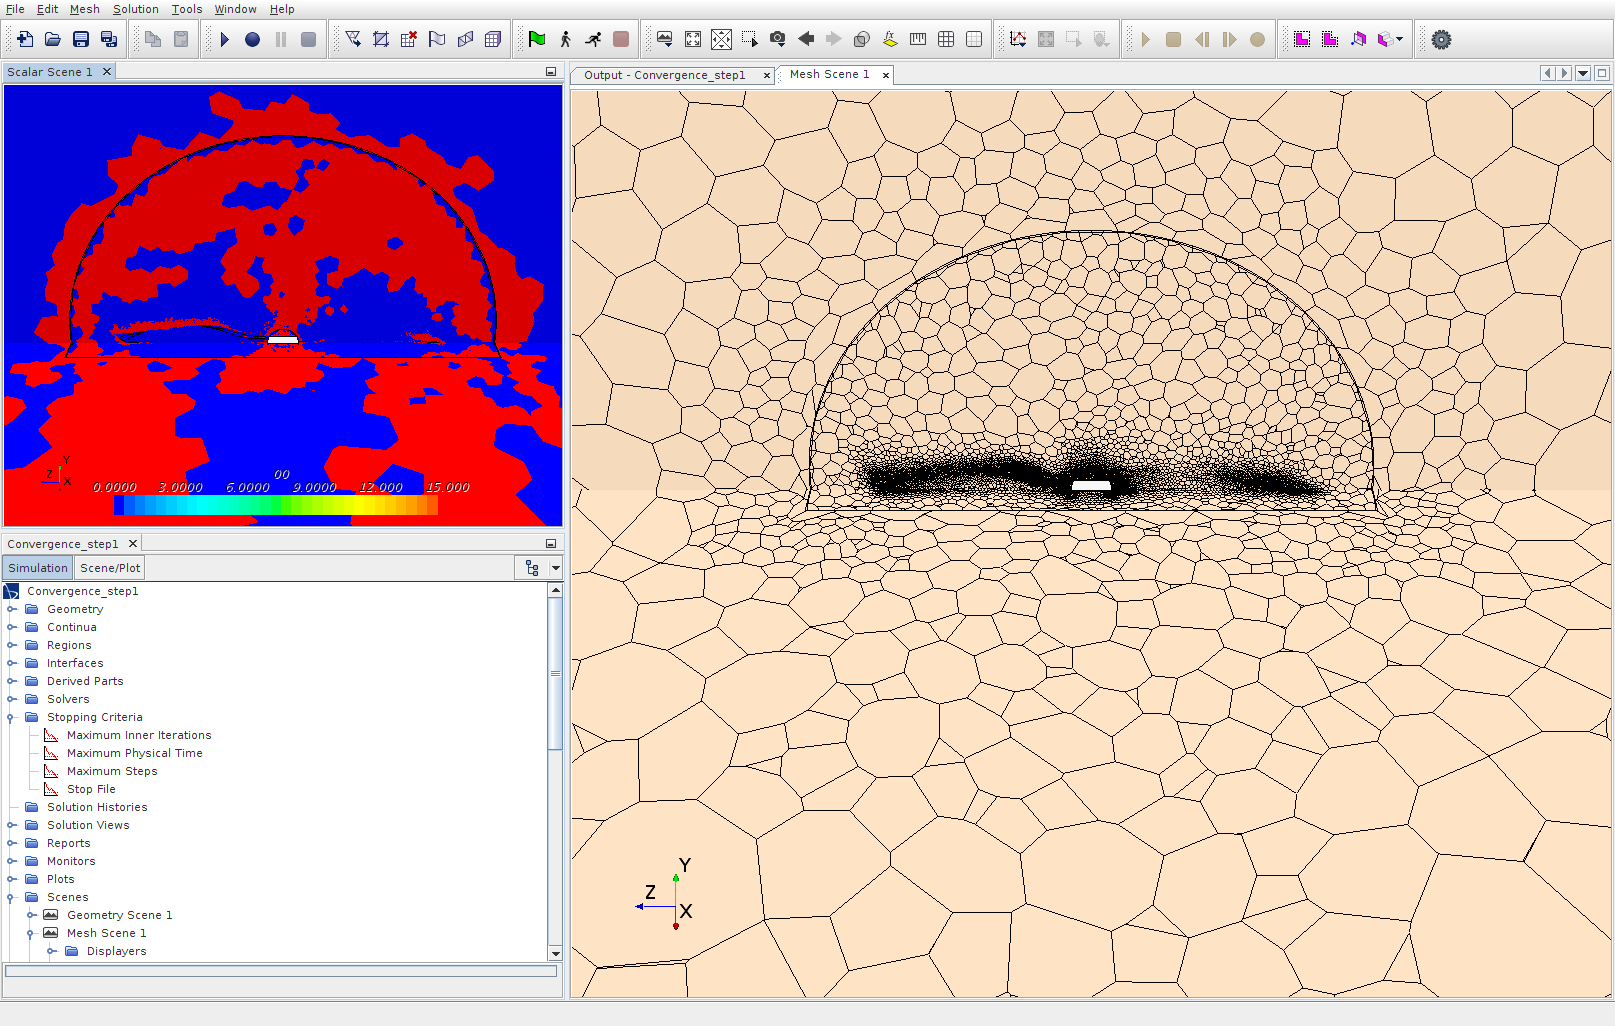 File Edit Mesh Solution Tools Window Help
Scalar Scene 1
Y
Z
X
00
0.0000 3.0000 6.0000 9.0000 12.000 15.000
Convergence_step1
Simulation Scene/Plot
Convergence_step1
Geometry
Continua
Regions
Interfaces
Derived Parts
Solvers
Stopping Criteria
Maximum Inner Iterations
Maximum Physical Time
Maximum Steps
Stop File
Solution Histories
Solution Views
Reports
Monitors
Plots
Scenes
Geometry Scene 1
Mesh Scene 1
Displayers
Output - Convergence_step1 Mesh Scene 1
Y
Z
X